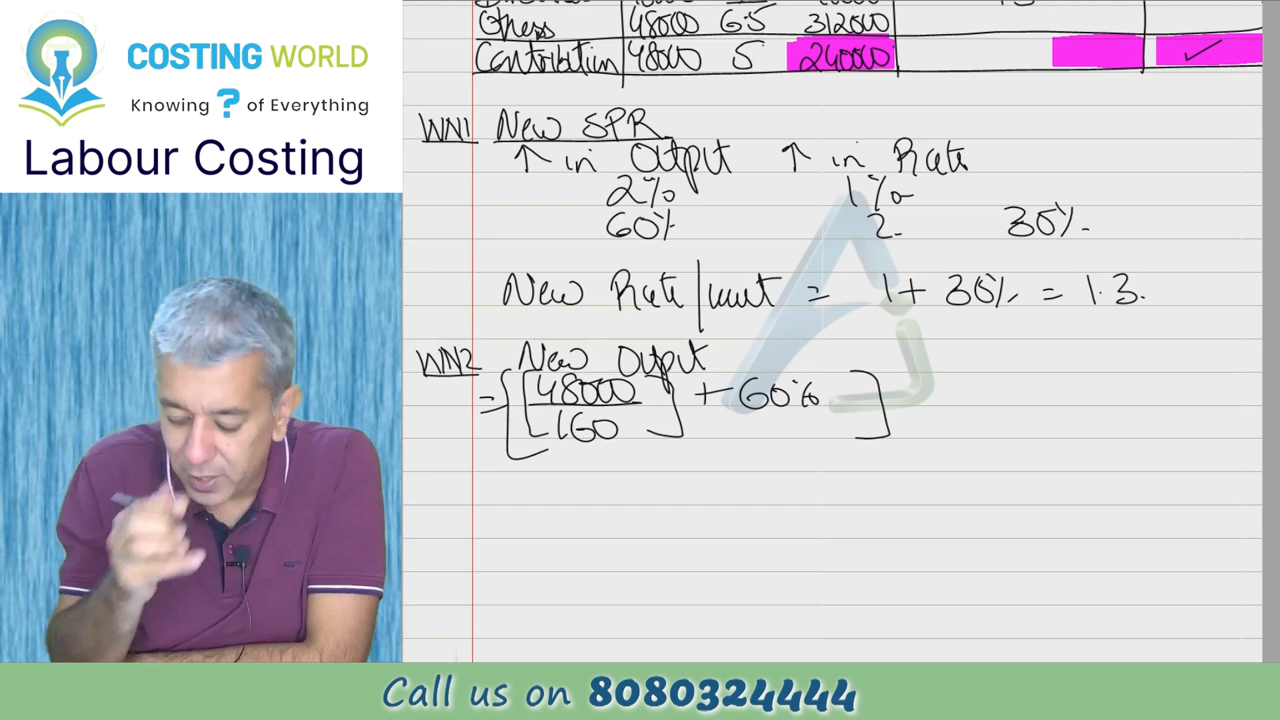 COSTING WORLD
Knowing ? of Everything
Labour Costing
Others 48000 6.5 312000
Contribution 48000 5 240000 ✓
WN1 New SPR
↑ in Output ↑ in Rate
2% 1%
60% 2. 30%.
New Rate/unit = 1 + 30% = 1.3.
WN2 New Output
= { [ 48000
160 ] + 60% ]
Call us on 8080324444